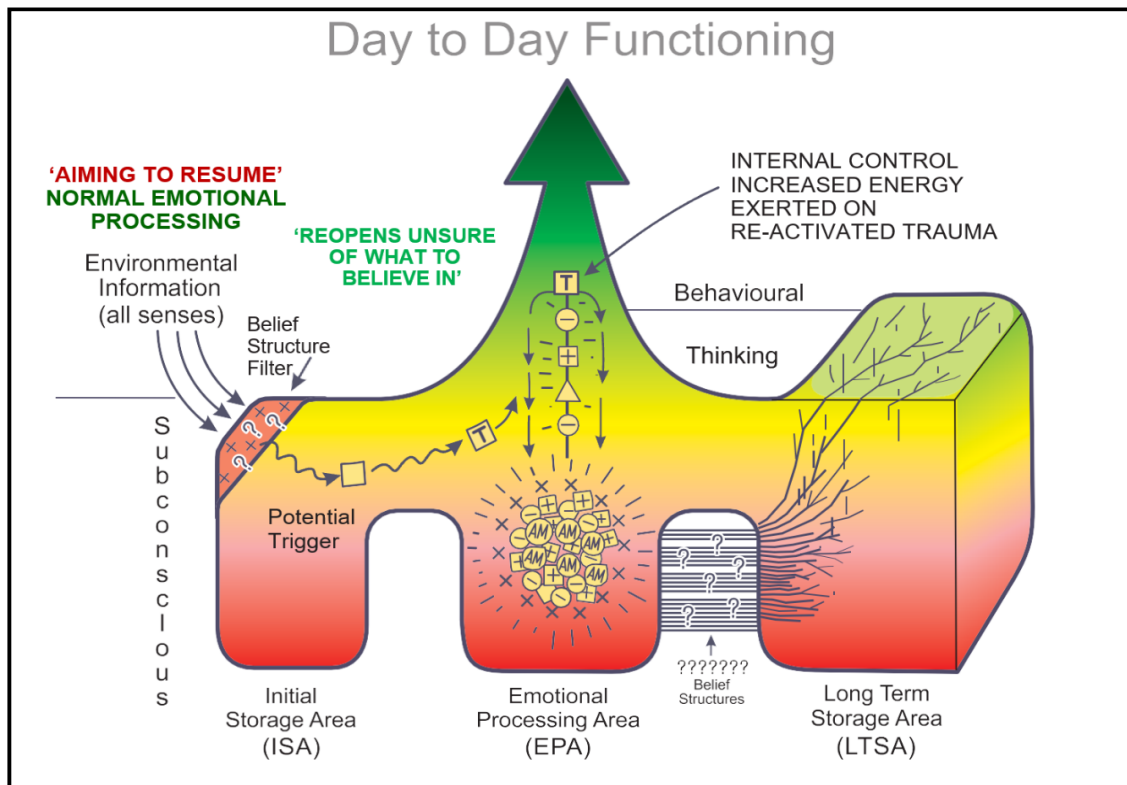 Day to Day Functioning
‘AIMING TO RESUME’
NORMAL EMOTIONAL
PROCESSING
Environmental
Information
(all senses)
Belief
Structure
Filter
‘REOPENS UNSURE
OF WHAT TO
BELIEVE IN’
INTERNAL CONTROL
INCREASED ENERGY
EXERTED ON
RE-ACTIVATED TRAUMA
Behavioural
Thinking
Subconscious
? ? ?
T
T
Potential
Trigger
AM AM
AM AM
AM AM AM
? ? ? ? ? ?
???????
Belief
Structures
Initial
Storage Area
(ISA)
Emotional
Processing Area
(EPA)
Long Term
Storage Area
(LTSA)